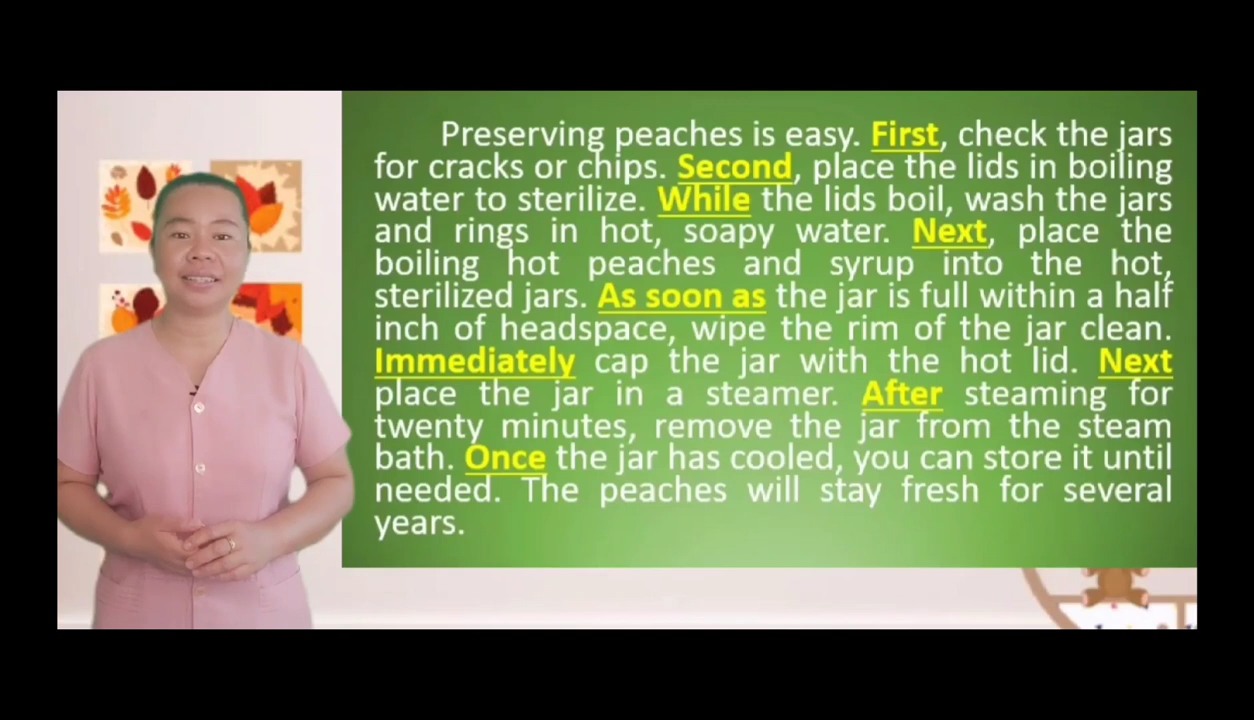 Preserving peaches is easy. First, check the jars
for cracks or chips. Second, place the lids in boiling
water to sterilize. While the lids boil, wash the jars
and rings in hot, soapy water. Next, place the
boiling hot peaches and syrup into the hot,
sterilized jars. As soon as the jar is full within a half
inch of headspace, wipe the rim of the jar clean.
Immediately cap the jar with the hot lid. Next
place the jar in a steamer. After steaming for
twenty minutes, remove the jar from the steam
bath. Once the jar has cooled, you can store it until
needed. The peaches will stay fresh for several
years.